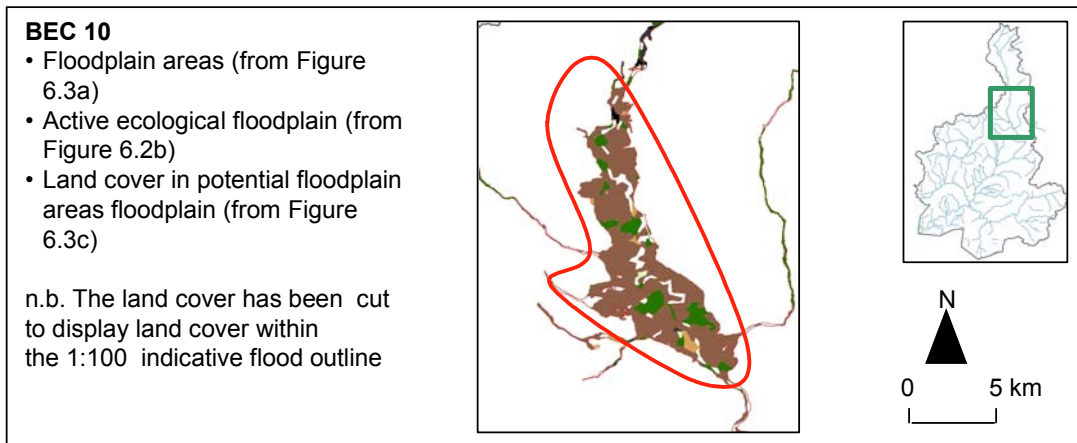 BEC 10
• Floodplain areas (from Figure
6.3a)
• Active ecological floodplain (from
Figure 6.2b)
• Land cover in potential floodplain
areas floodplain (from Figure
6.3c)
n.b. The land cover has been cut
to display land cover within
the 1:100 indicative flood outline
N
0 5 km